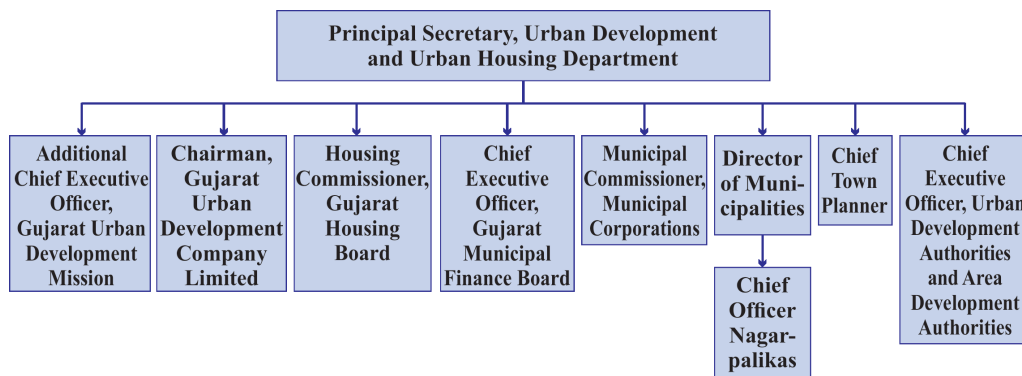 Principal Secretary, Urban Development
and Urban Housing Department
Additional
Chief Executive
Officer,
Gujarat Urban
Development
Mission
Chairman,
Gujarat
Urban
Development
Company
Limited
Housing
Commissioner,
Gujarat
Housing
Board
Chief
Executive
Officer,
Gujarat
Municipal
Finance Board
Municipal
Commissioner,
Municipal
Corporations
Director
of Muni-
cipalities
Chief
Officer
Nagar-
palikas
Chief
Town
Planner
Chief
Executive
Officer, Urban
Development
Authorities
and Area
Development
Authorities